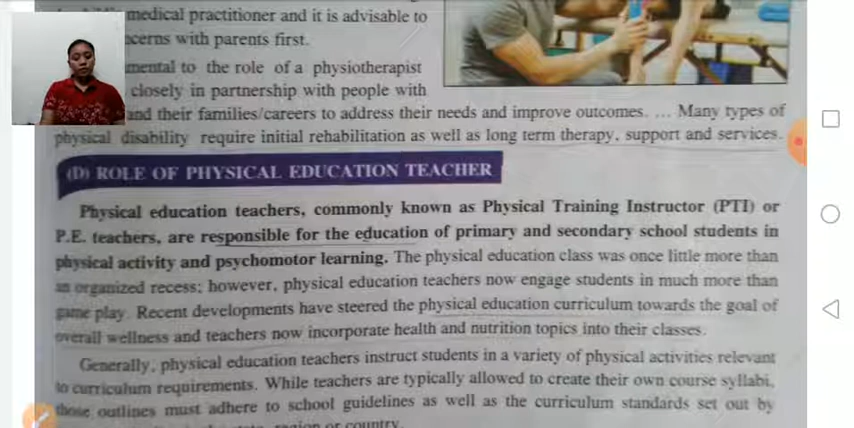 medical practitioner and it is advisable to
cerns with parents first.
mental to the role of a physiotherapist
closely in partnership with people with
and their families/careers to address their needs and improve outcomes. ... Many types of
physical disability require initial rehabilitation as well as long term therapy, support and services.
(D) ROLE OF PHYSICAL EDUCATION TEACHER
Physical education teachers, commonly known as Physical Training Instructor (PTI) or
P.E. teachers, are responsible for the education of primary and secondary school students in
physical activity and psychomotor learning. The physical education class was once little more than
an organized recess; however, physical education teachers now engage students in much more than
game play. Recent developments have steered the physical education curriculum towards the goal of
overall wellness and teachers now incorporate health and nutrition topics into their classes.
Generally, physical education teachers instruct students in a variety of physical activities relevant
to curriculum requirements. While teachers are typically allowed to create their own course syllabi,
those outlines must adhere to school guidelines as well as the curriculum standards set out by
region or country.